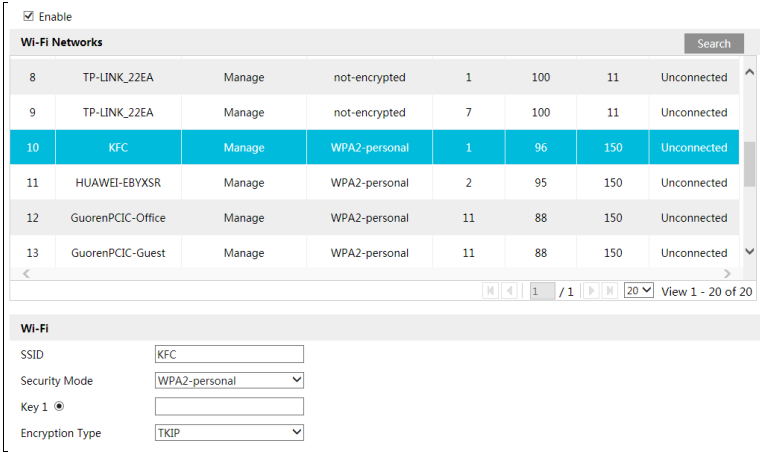 Enable
Wi-Fi Networks Search
8 TP-LINK_22EA Manage not-encrypted 1 100 11 Unconnected
9 TP-LINK_22EA Manage not-encrypted 7 100 11 Unconnected
10 KFC Manage WPA2-personal 1 96 150 Unconnected
11 HUAWEI-EBYXSR Manage WPA2-personal 2 95 150 Unconnected
12 GuorenPCIC-Office Manage WPA2-personal 11 88 150 Unconnected
13 GuorenPCIC-Guest Manage WPA2-personal 11 88 150 Unconnected
1 / 1 20 View 1 - 20 of 20
Wi-Fi
SSID KFC
Security Mode WPA2-personal
Key 1
Encryption Type TKIP